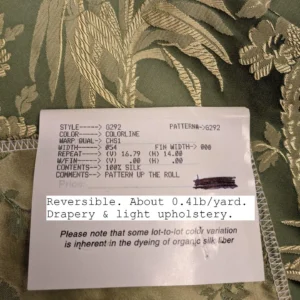 STYLE-----> G292 PATTERN#->G292
COLOR-----> COLORLINE
WARP QUAL-> CHS1
WIDTH-----> 054 FIN WIDTH-> 000
REPEAT----> (V) 16.79 (H) 14.00
W/FIN-----> (V) .00 (H) .00
CONTENTS--> 100% SILK
COMMENTS--> PATTERN UP THE ROLL
Reversible. About 0.4lb/yard.
Drapery & light upholstery.
Please note that some lot-to-lot color variation
is inherent in the dyeing of organic silk fiber